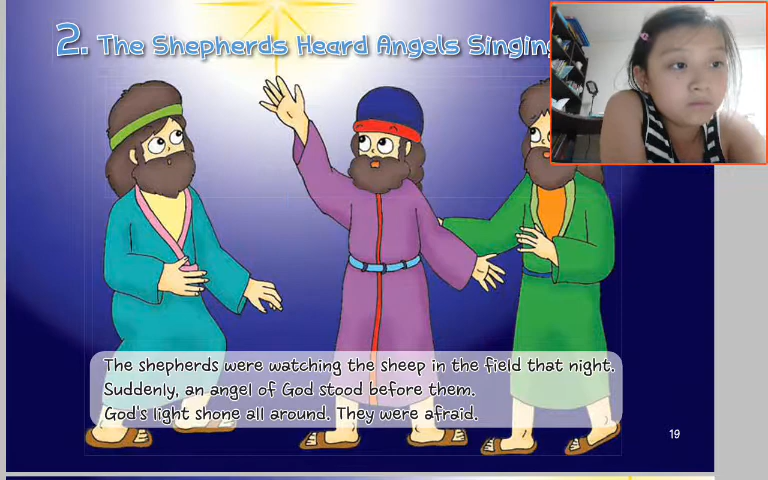 2. The Shepherds Heard Angels Singing
The shepherds were watching the sheep in the field that night.
Suddenly, an angel of God stood before them.
God's light shone all around. They were afraid.
19